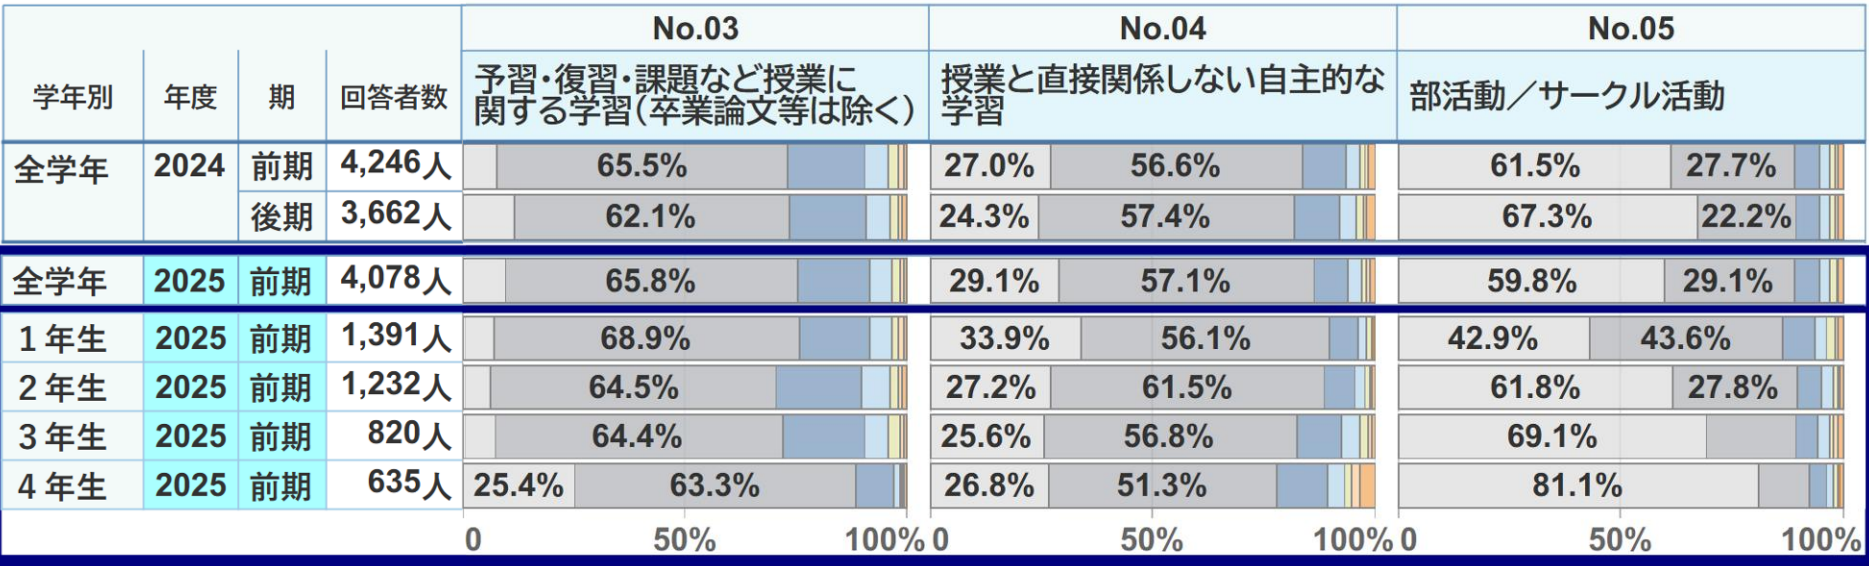 No.03 No.04 No.05
学年別 年度 期 回答者数 予習・復習・課題など授業に関する学習(卒業論文等は除く) 授業と直接関係しない自主的な学習 部活動／サークル活動
全学年 2024 前期 4,246人 65.5% 27.0% 56.6% 61.5% 27.7%
後期 3,662人 62.1% 24.3% 57.4% 67.3% 22.2%
全学年 2025 前期 4,078人 65.8% 29.1% 57.1% 59.8% 29.1%
１年生 2025 前期 1,391人 68.9% 33.9% 56.1% 42.9% 43.6%
２年生 2025 前期 1,232人 64.5% 27.2% 61.5% 61.8% 27.8%
３年生 2025 前期 820人 64.4% 25.6% 56.8% 69.1%
４年生 2025 前期 635人 25.4% 63.3% 26.8% 51.3% 81.1%
0 50% 100% 0 50% 100% 0 50% 100%